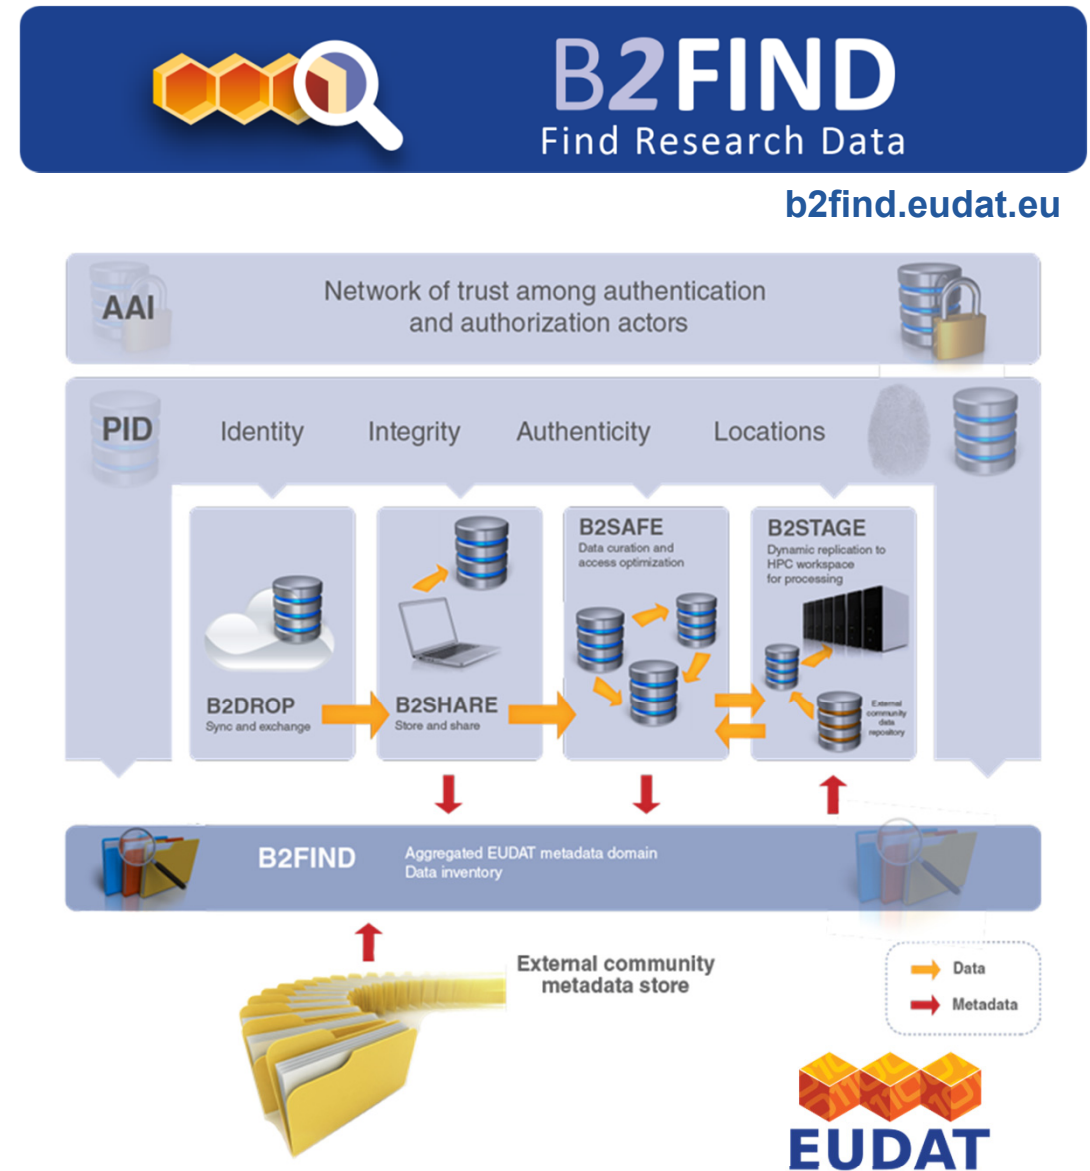 B2FIND
Find Research Data
b2find.eudat.eu
AAI
Network of trust among authentication
and authorization actors
PID
Identity
Integrity
Authenticity
Locations
B2DROP
Sync and exchange
B2SHARE
Store and share
B2SAFE
Data curation and
access optimization
B2STAGE
Dynamic replication to
HPC workspace
for processing
External
community
data
repository
B2FIND
Aggregated EUDAT metadata domain
Data inventory
External community
metadata store
Data
Metadata
EUDAT